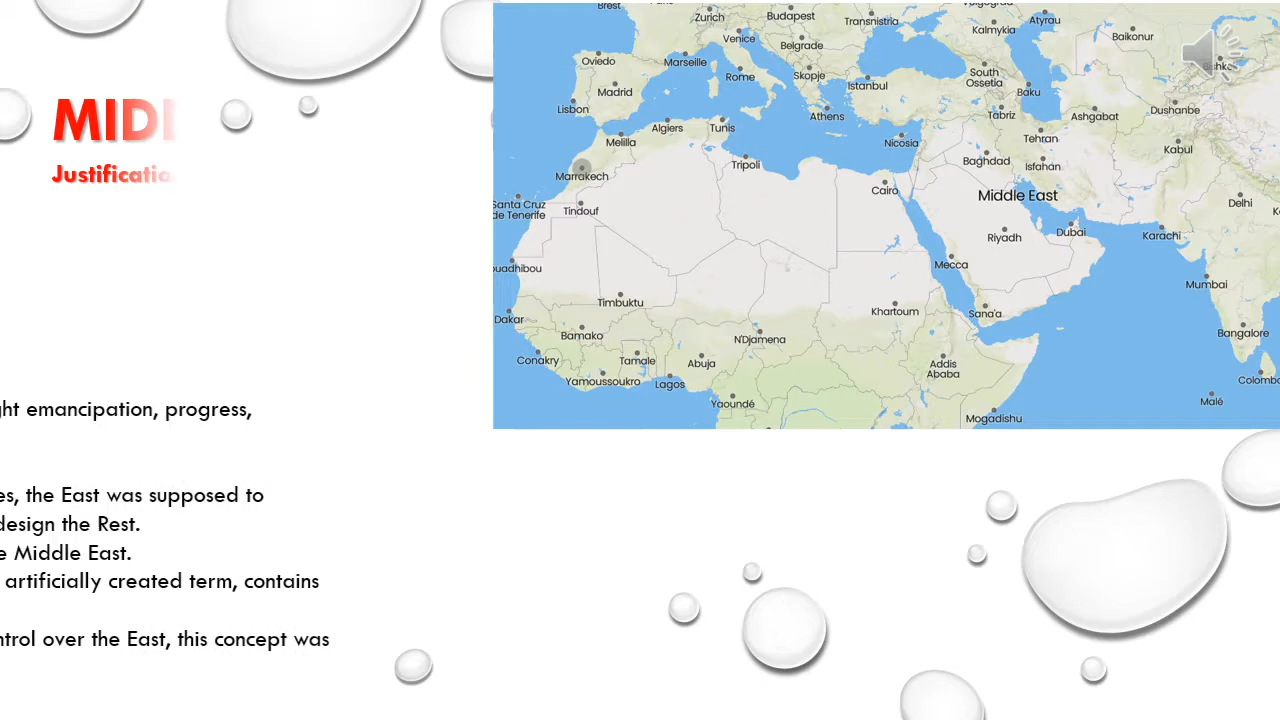 MIDD
Justificatio
ght emancipation, progress,
es, the East was supposed to
design the Rest.
e Middle East.
artificially created term, contains
ntrol over the East, this concept was
Brest
Zurich
Budapest
Transnistria
Volgograd
Atyrau
Kalmykia
Baikonur
Venice
Belgrade
Oviedo
Marseille
Rome
Skopje
Istanbul
South
Ossetia
Baku
Madrid
Lisbon
Athens
Tabriz
Ashgabat
Dushanbe
Algiers
Tunis
Melilla
Nicosia
Tehran
Kabul
Tripoli
Baghdad
Isfahan
Marrakech
Cairo
Middle East
Delhi
Santa Cruz
de Tenerife
Tindouf
Riyadh
Dubai
Karachi
ouadhibou
Mecca
Mumbai
Timbuktu
Khartoum
Sana'a
Dakar
Bamako
N'Djamena
Bangalore
Conakry
Tamale
Abuja
Addis
Ababa
Yamoussoukro
Lagos
Colombo
Yaoundé
Malé
Mogadishu